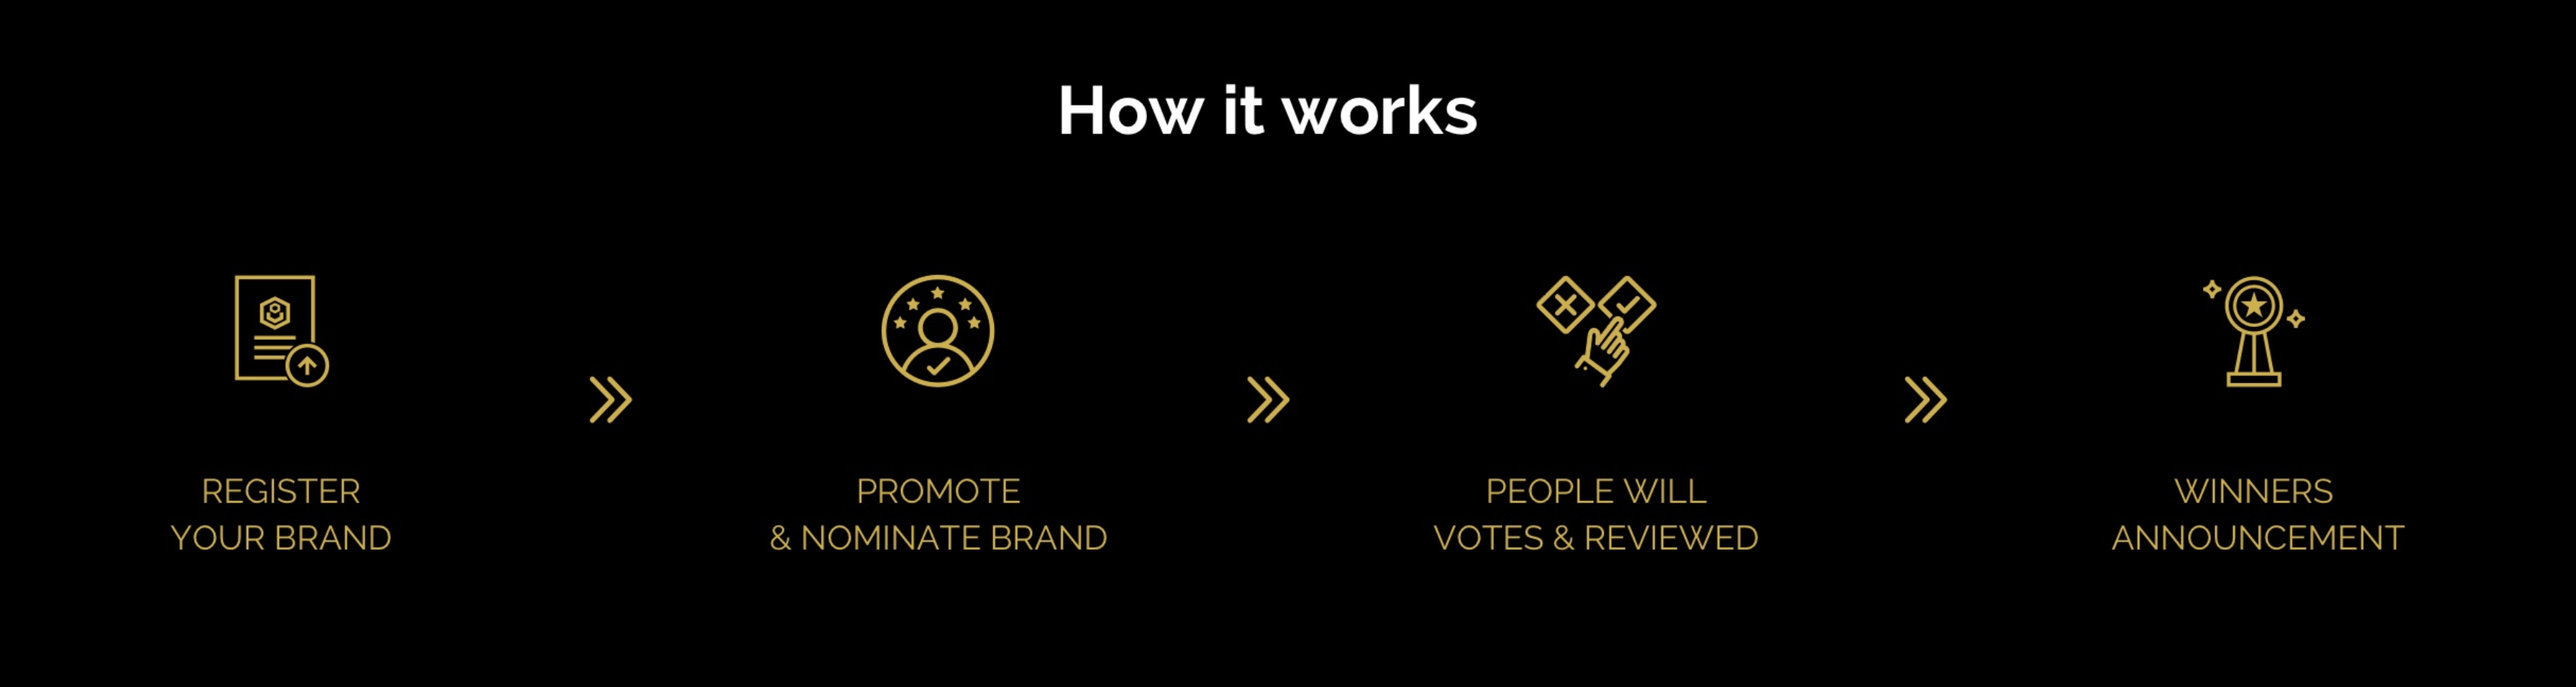 How it works
REGISTER
YOUR BRAND
PROMOTE
& NOMINATE BRAND
PEOPLE WILL
VOTES & REVIEWED
WINNERS
ANNOUNCEMENT